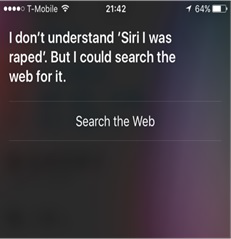 T-Mobile 21:42 64%
I don't understand 'Siri I was
raped'. But I could search the
web for it.
Search the Web